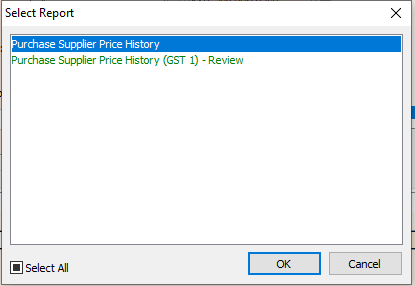 Select Report
Purchase Supplier Price History
Purchase Supplier Price History (GST 1) - Review
Select All
OK
Cancel